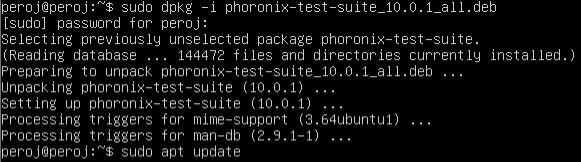 peroj@peroj:~$ sudo dpkg -i phoronix-test-suite_10.0.1_all.deb
[sudo] password for peroj:
Selecting previously unselected package phoronix-test-suite.
(Reading database ... 144472 files and directories currently installed.)
Preparing to unpack phoronix-test-suite_10.0.1_all.deb ...
Unpacking phoronix-test-suite (10.0.1) ...
Setting up phoronix-test-suite (10.0.1) ...
Processing triggers for mime-support (3.64ubuntu1) ...
Processing triggers for man-db (2.9.1-1) ...
peroj@peroj:~$ sudo apt update